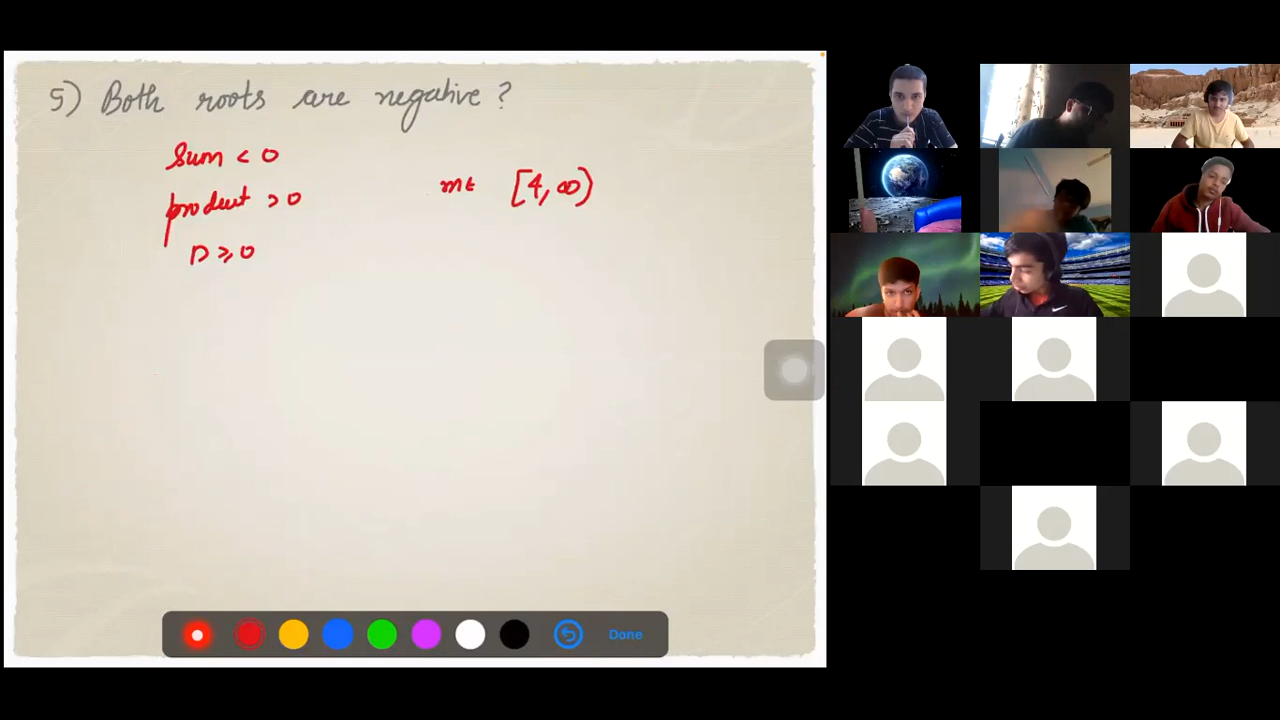 5) Both roots are negative ?
Sum < 0
product > 0
m ∈ [4, ∞)
D ≥ 0
Done